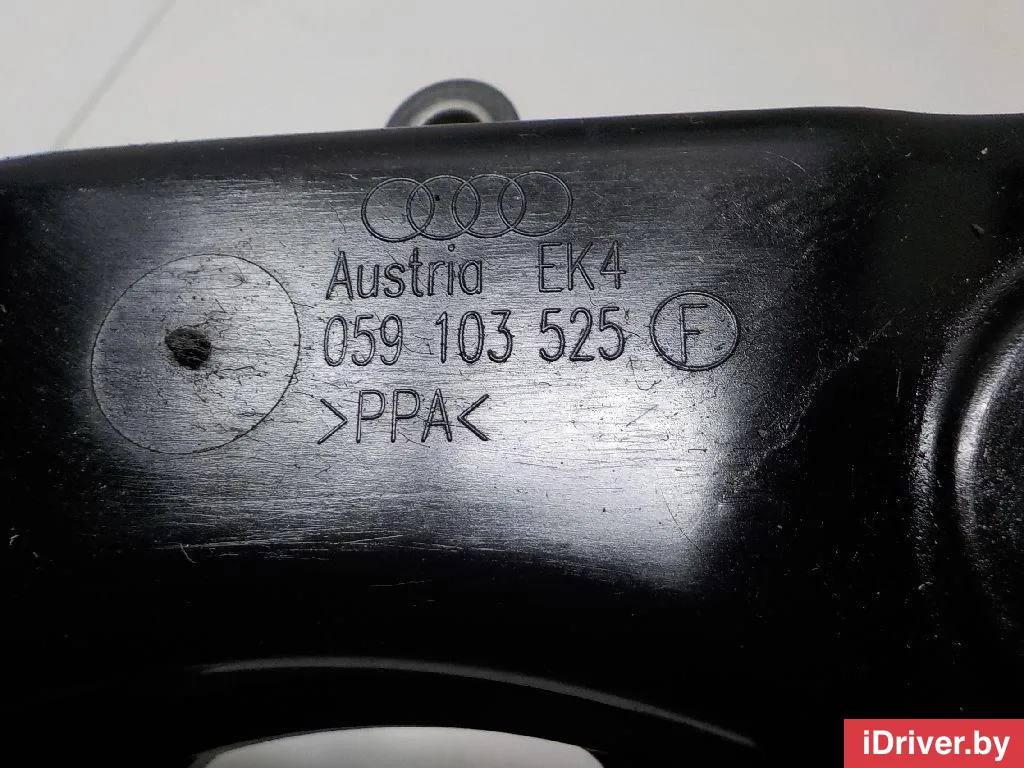 Austria EK4
059 103 525 F
>PPA<
iDriver.by